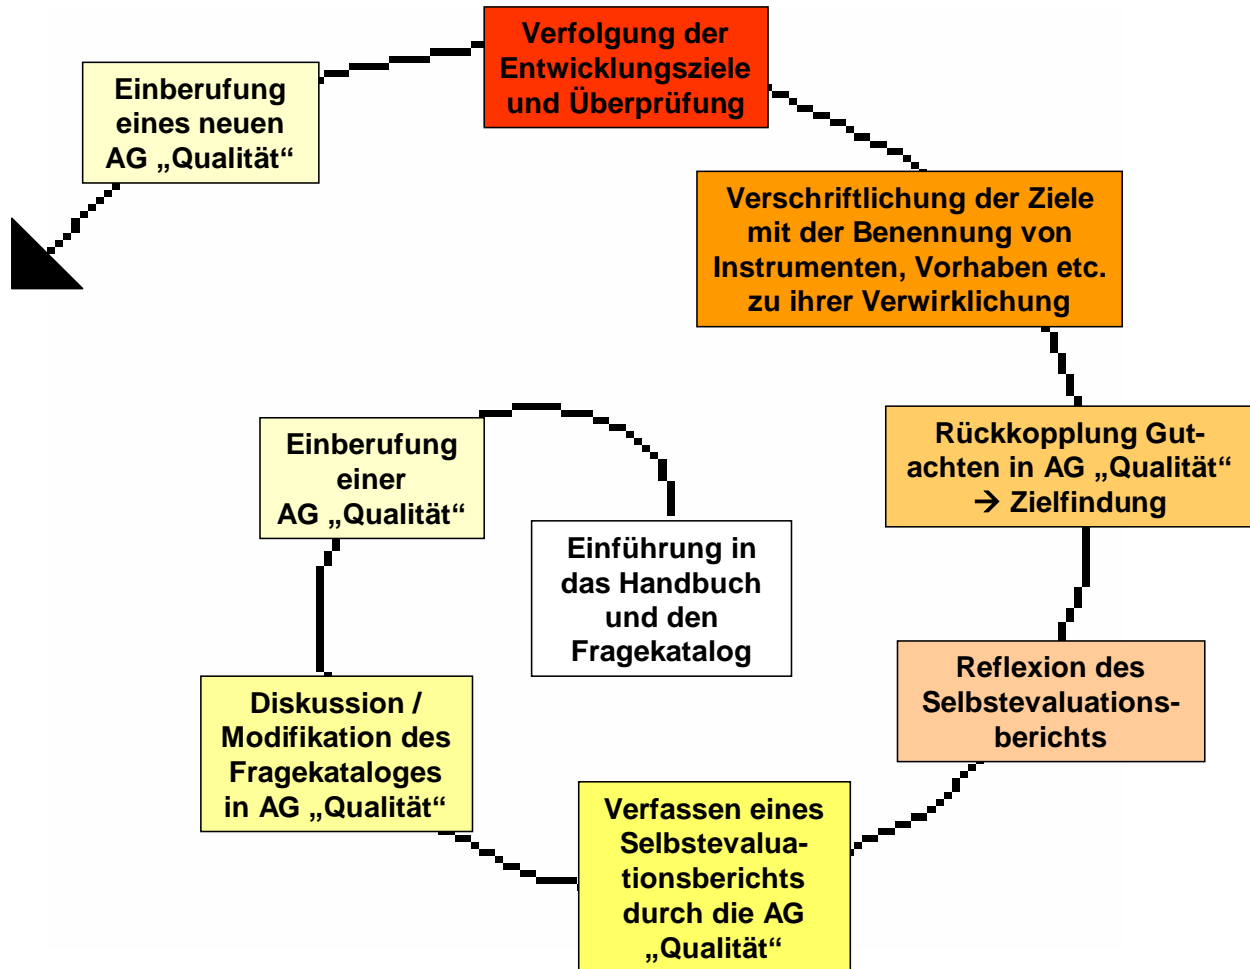 Verfolgung der
Entwicklungsziele
und Überprüfung
Einberufung
eines neuen
AG „Qualität“
Verschriftlichung der Ziele
mit der Benennung von
Instrumenten, Vorhaben etc.
zu ihrer Verwirklichung
Rückkopplung Gut-
achten in AG „Qualität“
→ Zielfindung
Einberufung
einer
AG „Qualität“
Einführung in
das Handbuch
und den
Fragekatalog
Reflexion des
Selbstevaluations-
berichts
Diskussion /
Modifikation des
Fragekataloges
in AG „Qualität“
Verfassen eines
Selbstevalua-
tionsberichts
durch die AG
„Qualität“